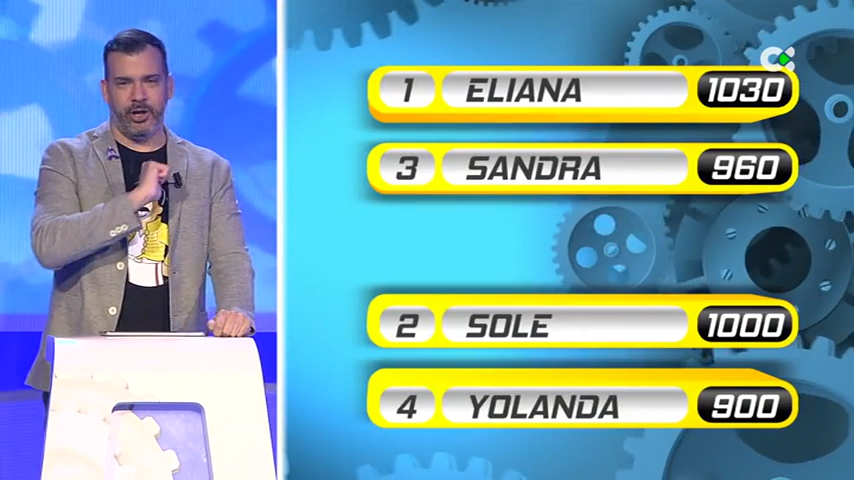 1 ELIANA 1030
3 SANDRA 960
2 SOLE 1000
4 YOLANDA 900